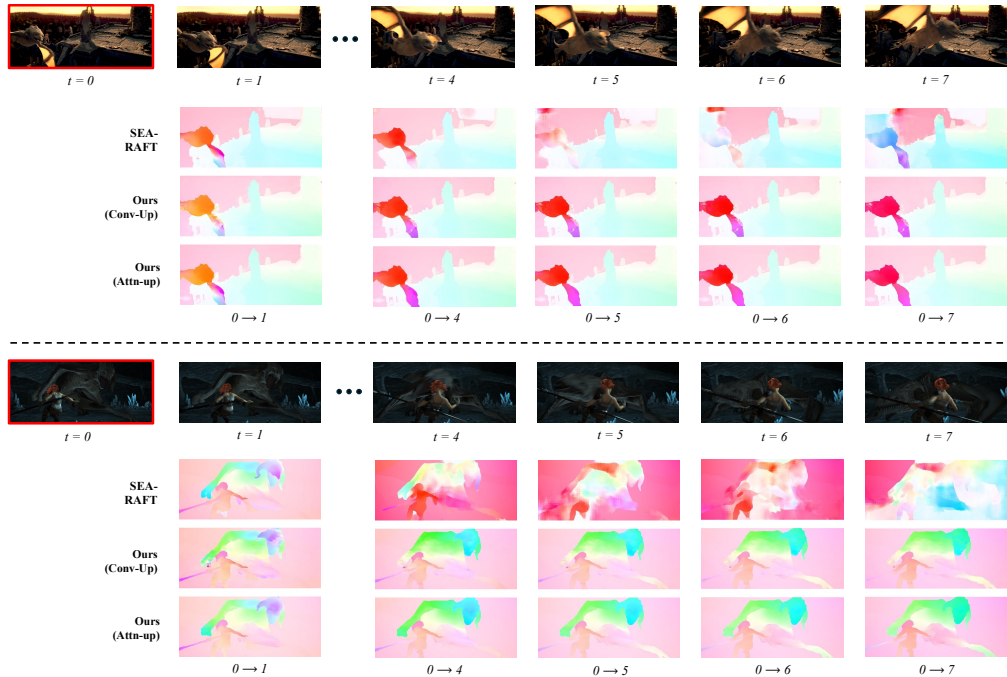 t = 0
t = 1
•••
t = 4
t = 5
t = 6
t = 7
SEA-
RAFT
Ours
(Conv-Up)
Ours
(Attn-up)
0 → 1
0 → 4
0 → 5
0 → 6
0 → 7
t = 0
t = 1
•••
t = 4
t = 5
t = 6
t = 7
SEA-
RAFT
Ours
(Conv-Up)
Ours
(Attn-up)
0 → 1
0 → 4
0 → 5
0 → 6
0 → 7